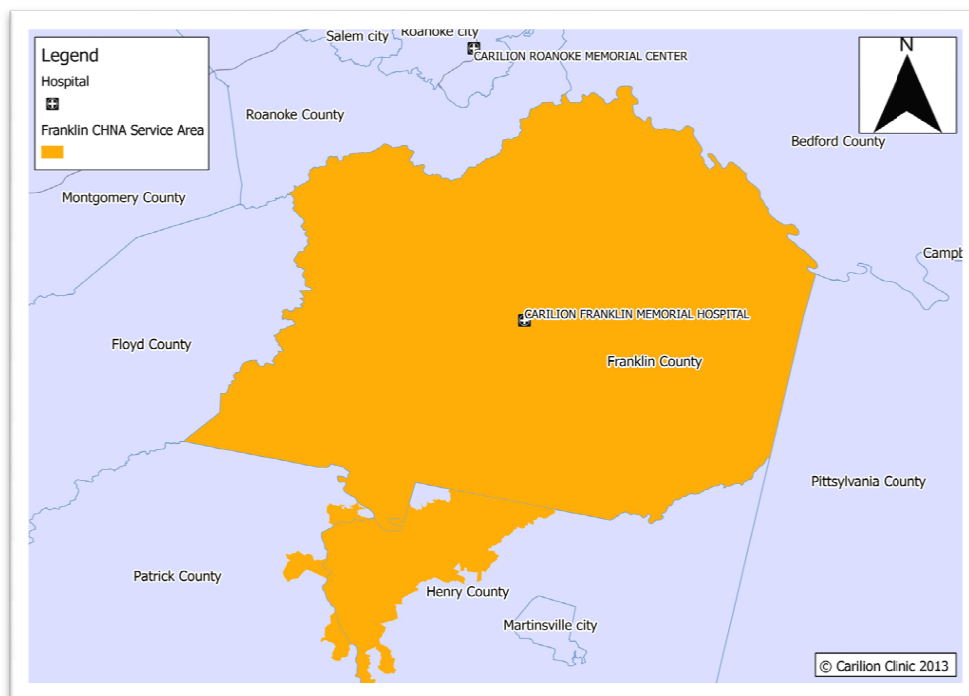 Legend
Hospital
Franklin CHNA Service Area
Salem city
Roanoke city
CARILION ROANOKE MEMORIAL CENTER
N
Roanoke County
Bedford County
Montgomery County
Campb
CARILION FRANKLIN MEMORIAL HOSPITAL
Floyd County
Franklin County
Pittsylvania County
Patrick County
Henry County
Martinsville city
© Carilion Clinic 2013